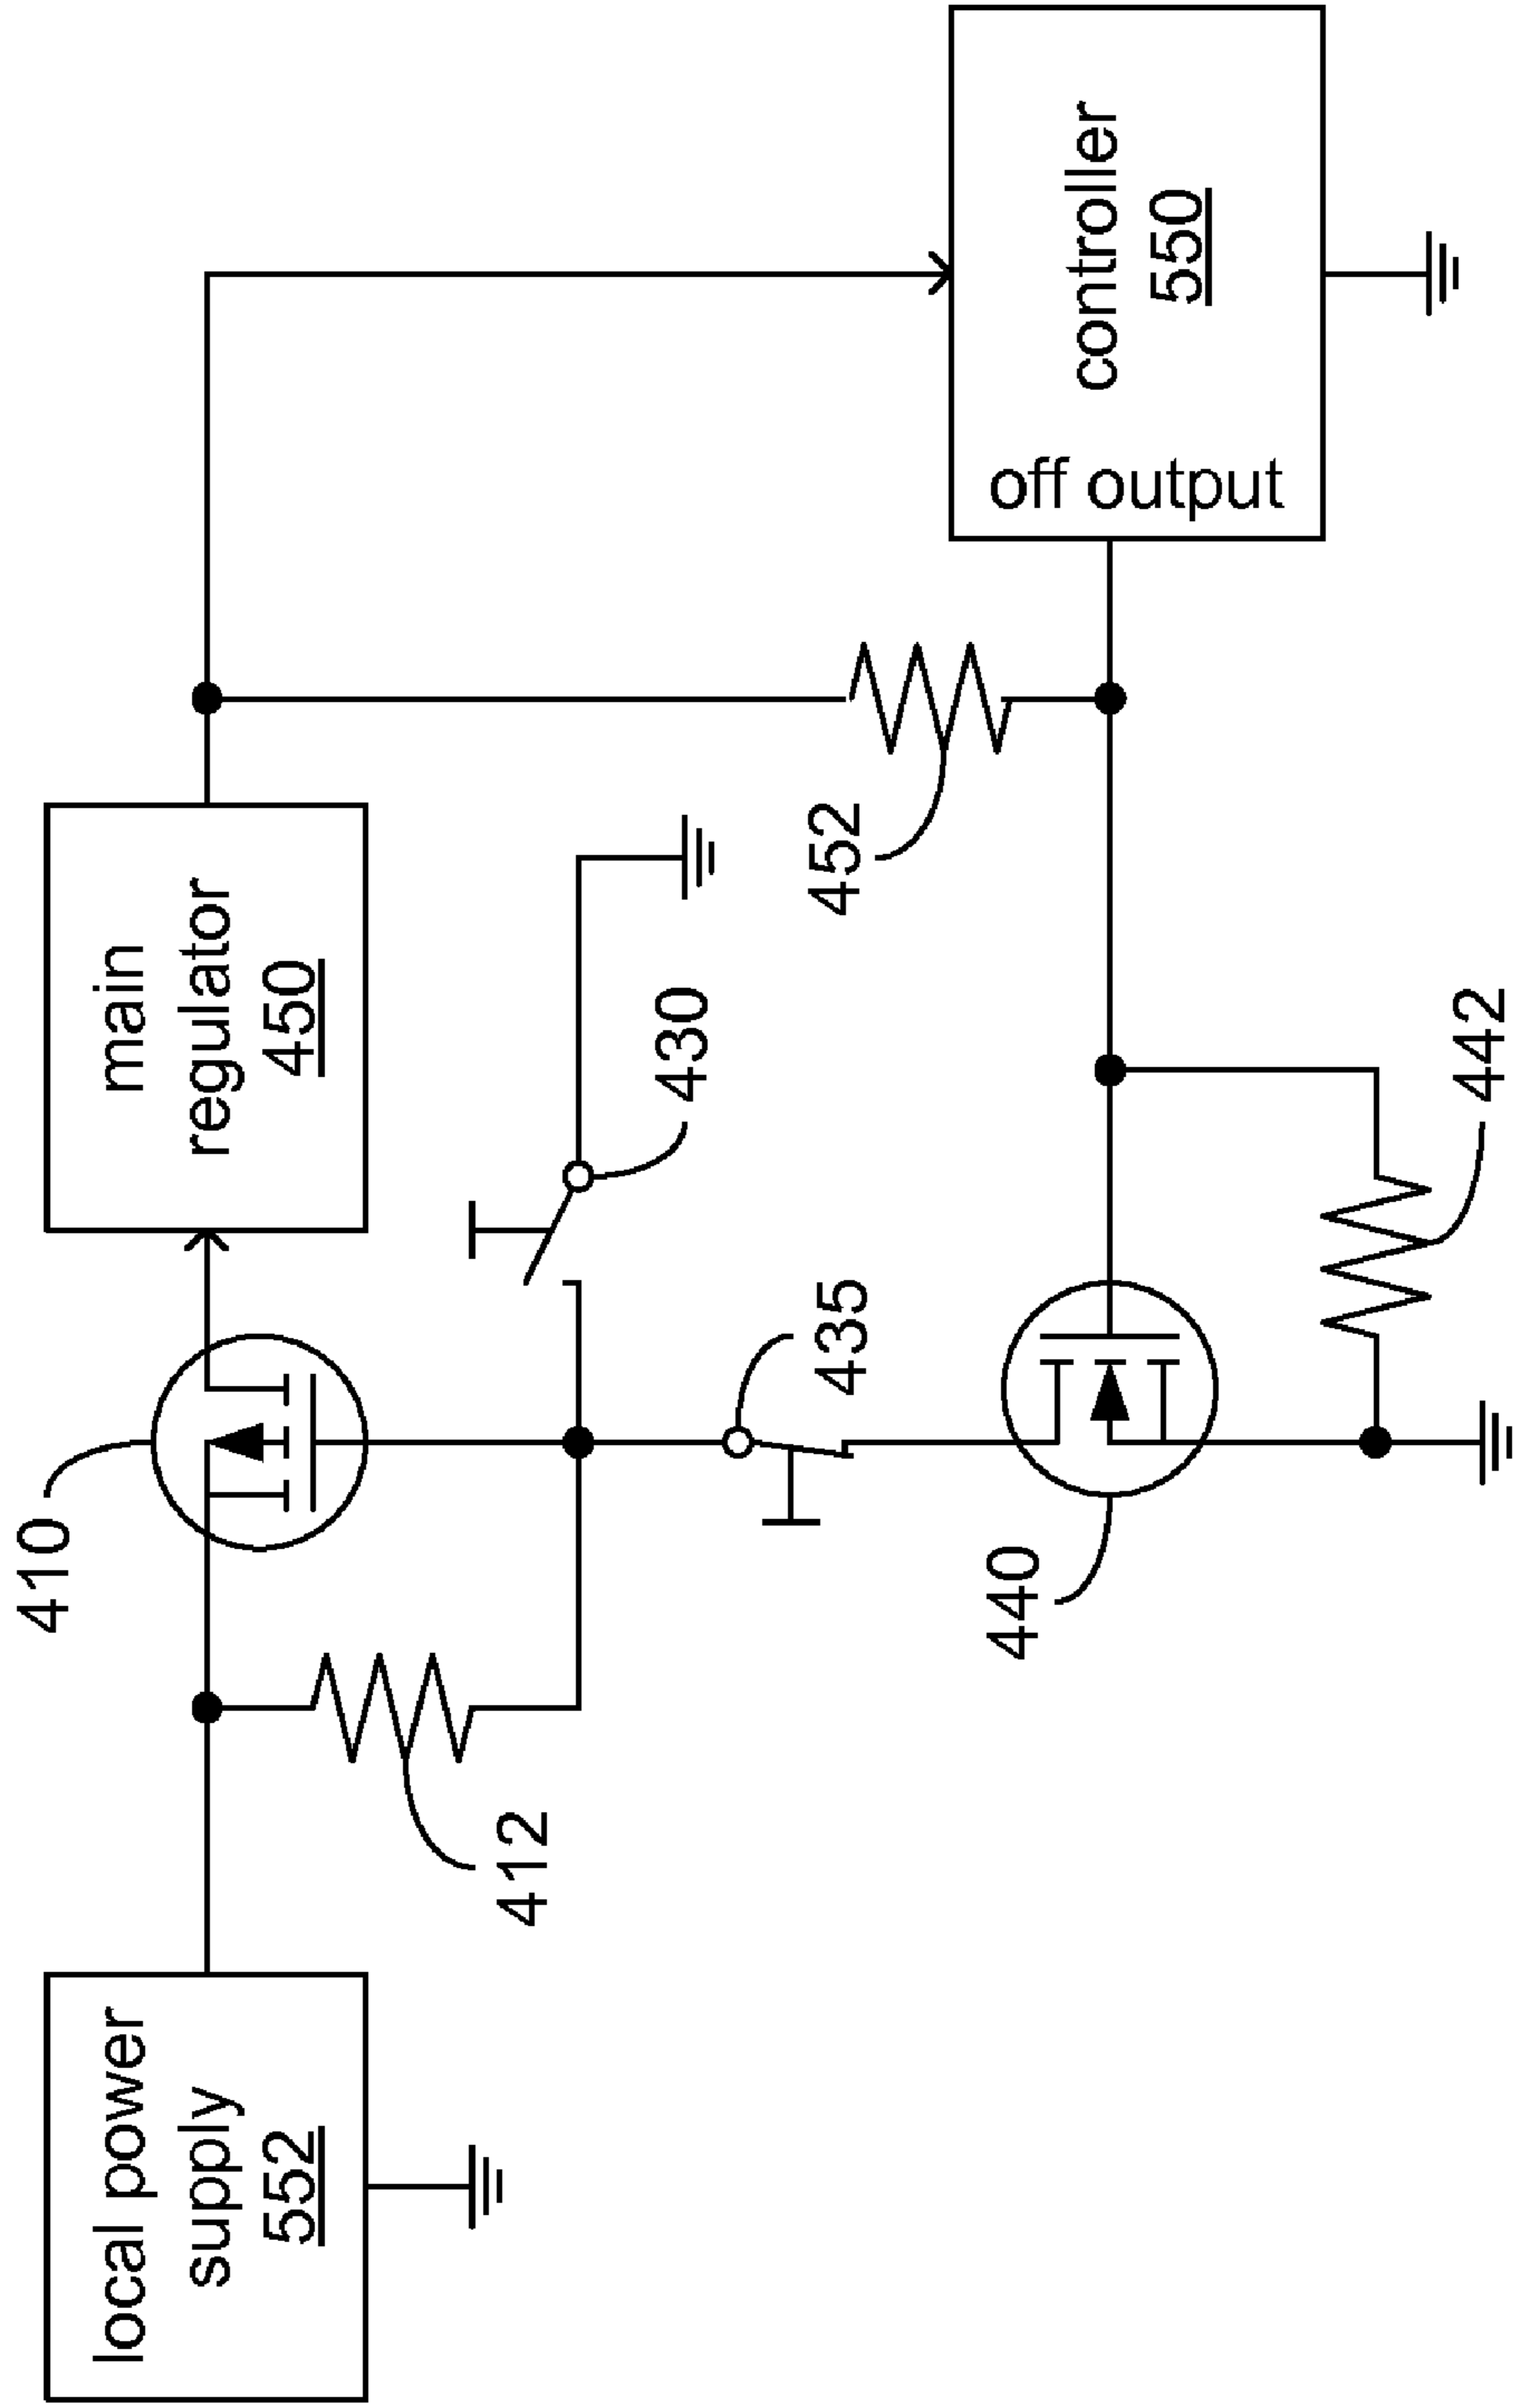 local power
supply
552
412
410
main
regulator
450
430
435
452
440
442
off output
controller
550